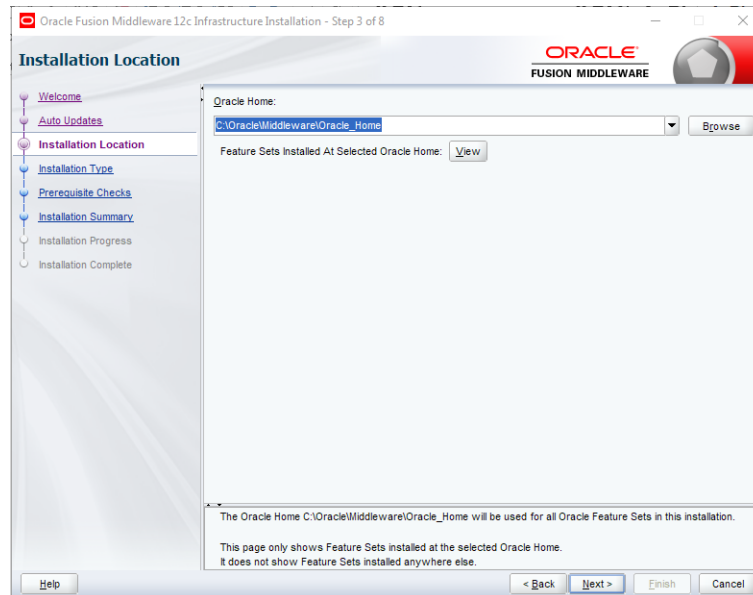 Oracle Fusion Middleware 12c Infrastructure Installation - Step 3 of 8
Installation Location
ORACLE
FUSION MIDDLEWARE
Welcome
Auto Updates
Installation Location
Installation Type
Prerequisite Checks
Installation Summary
Installation Progress
Installation Complete
Oracle Home:
C:\Oracle\Middleware\Oracle_Home
Browse
Feature Sets Installed At Selected Oracle Home: View
The Oracle Home C:\Oracle\Middleware\Oracle_Home will be used for all Oracle Feature Sets in this installation.
This page only shows Feature Sets installed at the selected Oracle Home.
It does not show Feature Sets installed anywhere else.
Help
< Back Next > Finish Cancel